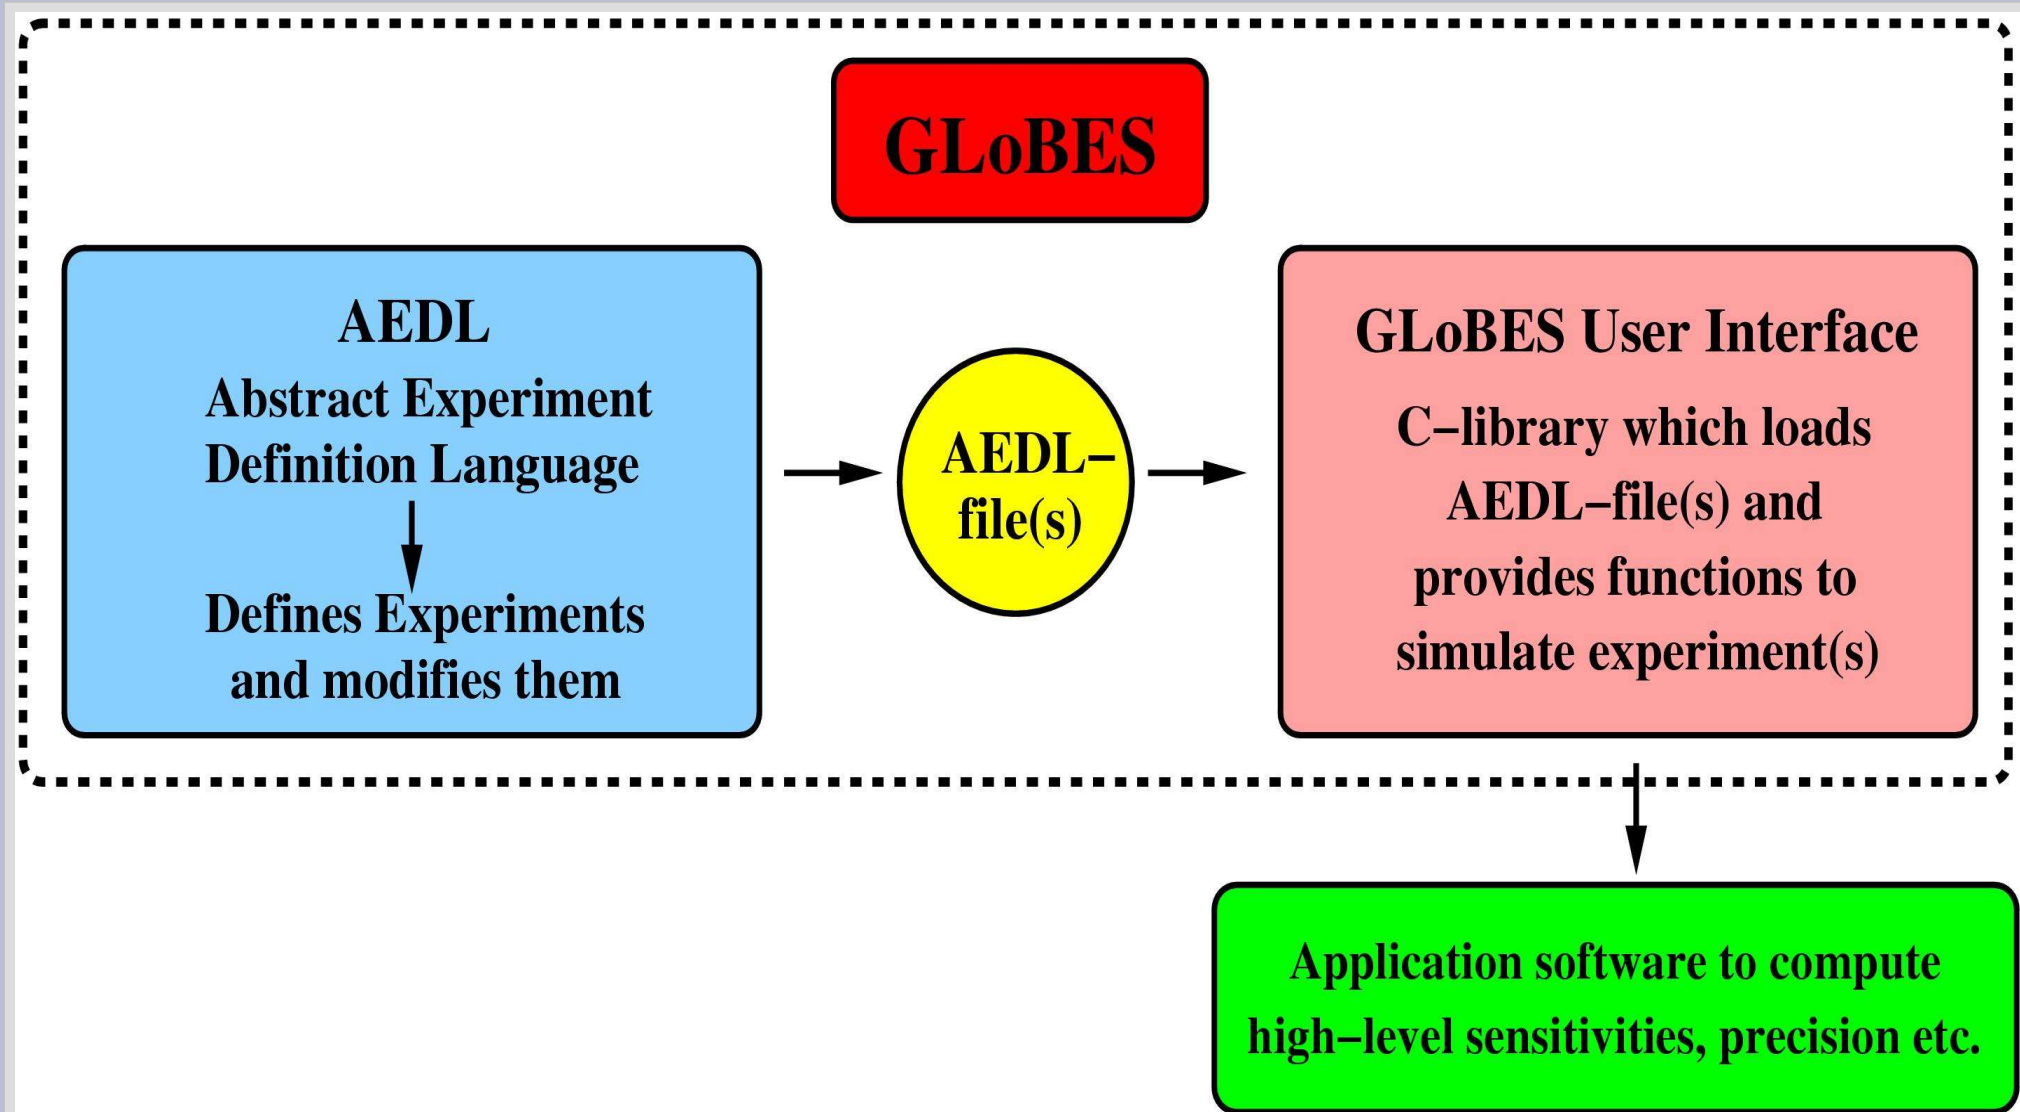 GLoBES
AEDL
Abstract Experiment
Definition Language
Defines Experiments
and modifies them
AEDL–
file(s)
GLoBES User Interface
C–library which loads
AEDL–file(s) and
provides functions to
simulate experiment(s)
Application software to compute
high–level sensitivities, precision etc.